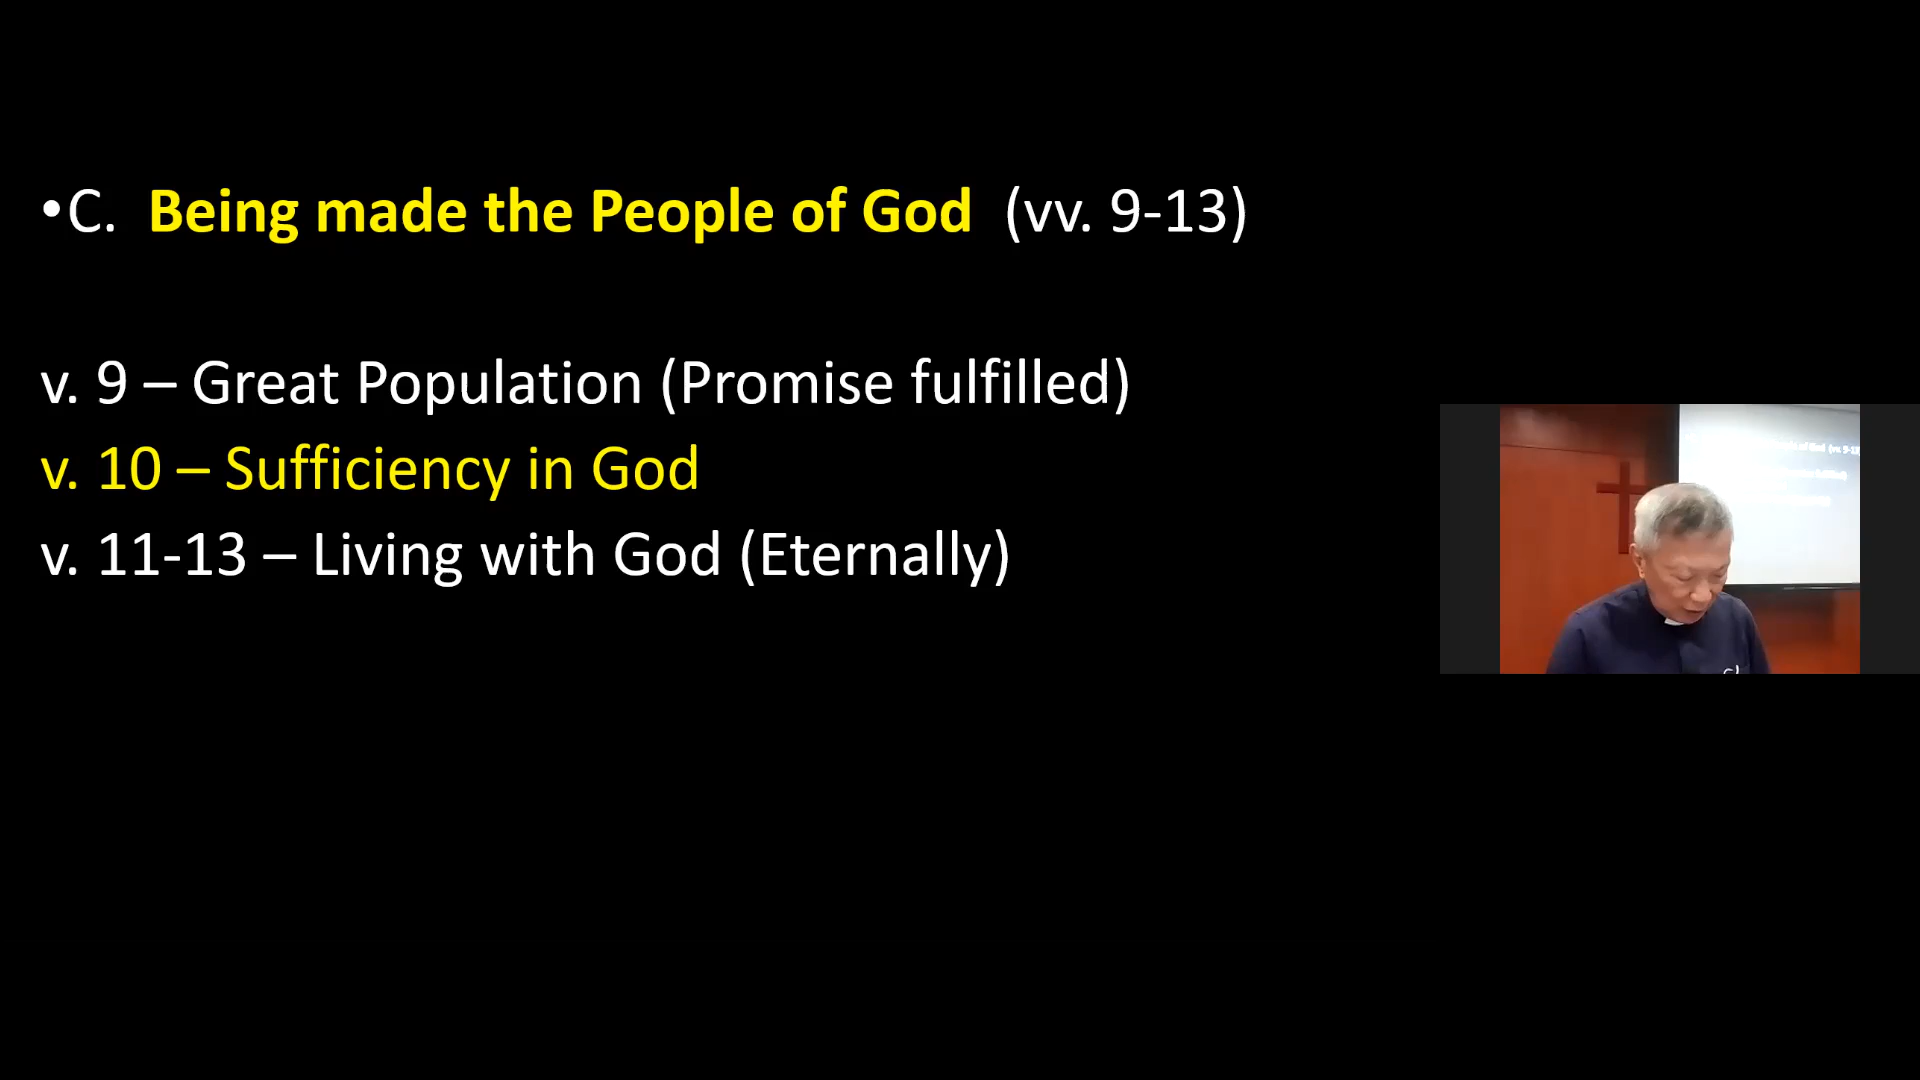 •C. Being made the People of God (vv. 9-13)
v. 9 – Great Population (Promise fulfilled)
v. 10 – Sufficiency in God
v. 11-13 – Living with God (Eternally)